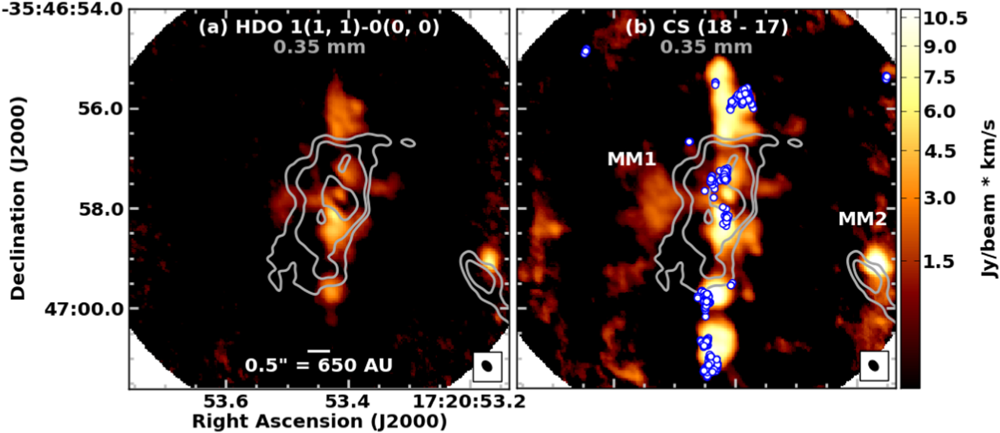 -35:46:54.0
56.0
58.0
47:00.0
Declination (J2000)
(a) HDO 1(1, 1)-0(0, 0)
0.35 mm
0.5" = 650 AU
53.6
53.4
17:20:53.2
Right Ascension (J2000)
(b) CS (18 - 17)
0.35 mm
MM1
MM2
10.5
9.0
7.5
6.0
4.5
3.0
1.5
Jy/beam * km/s